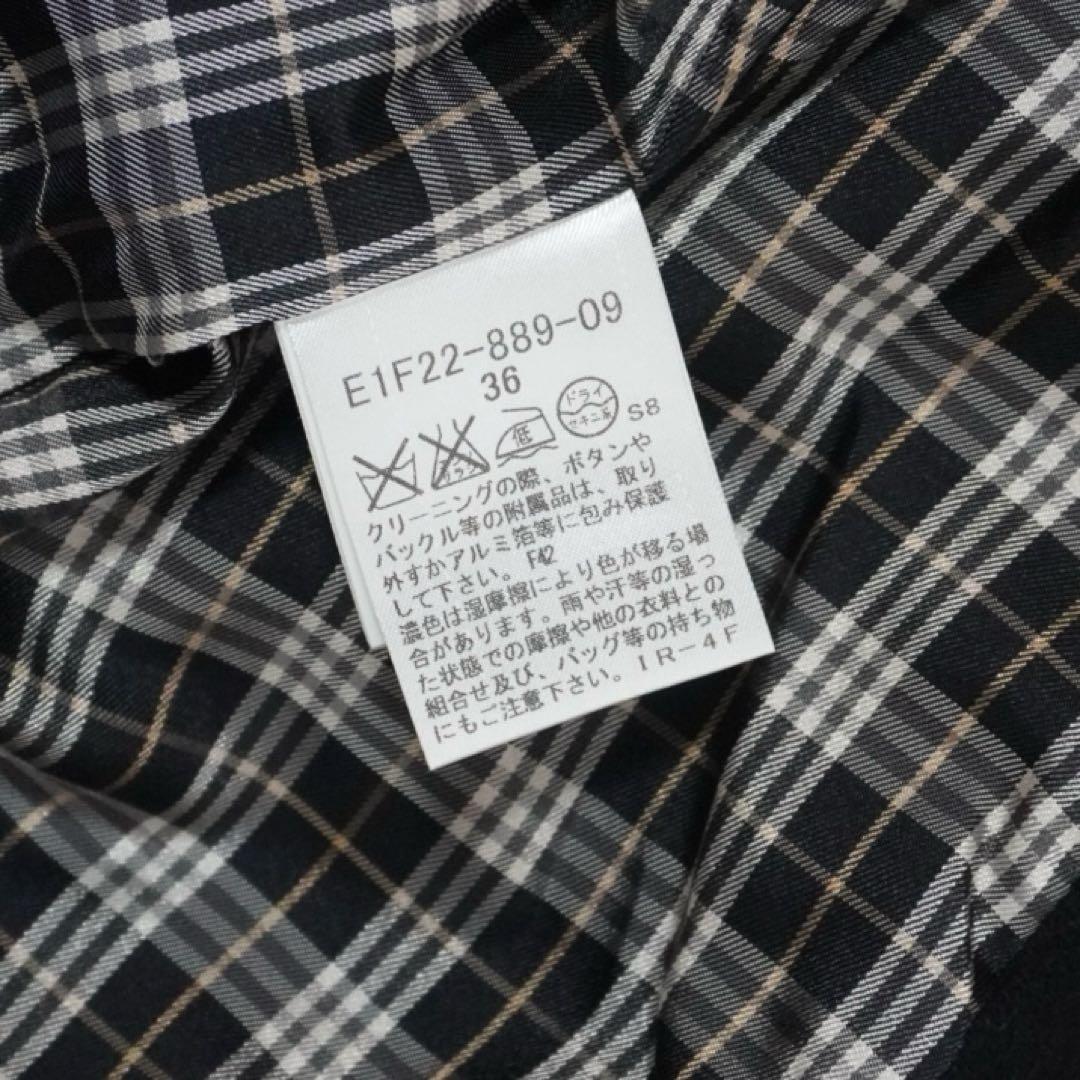 E1F22-889-09
36
エンソ
低
ドライ
セキユ系
S8
クリーニングの際、ボタンや
バックル等の附属品は、取り
外すかアルミ箔等に包み保護
して下さい。 F42
濃色は湿摩擦により色が移る場
合があります。雨や汗等の湿っ
た状態での摩擦や他の衣料との
組合せ及び、バッグ等の持ち物
にもご注意下さい。 IR-4F